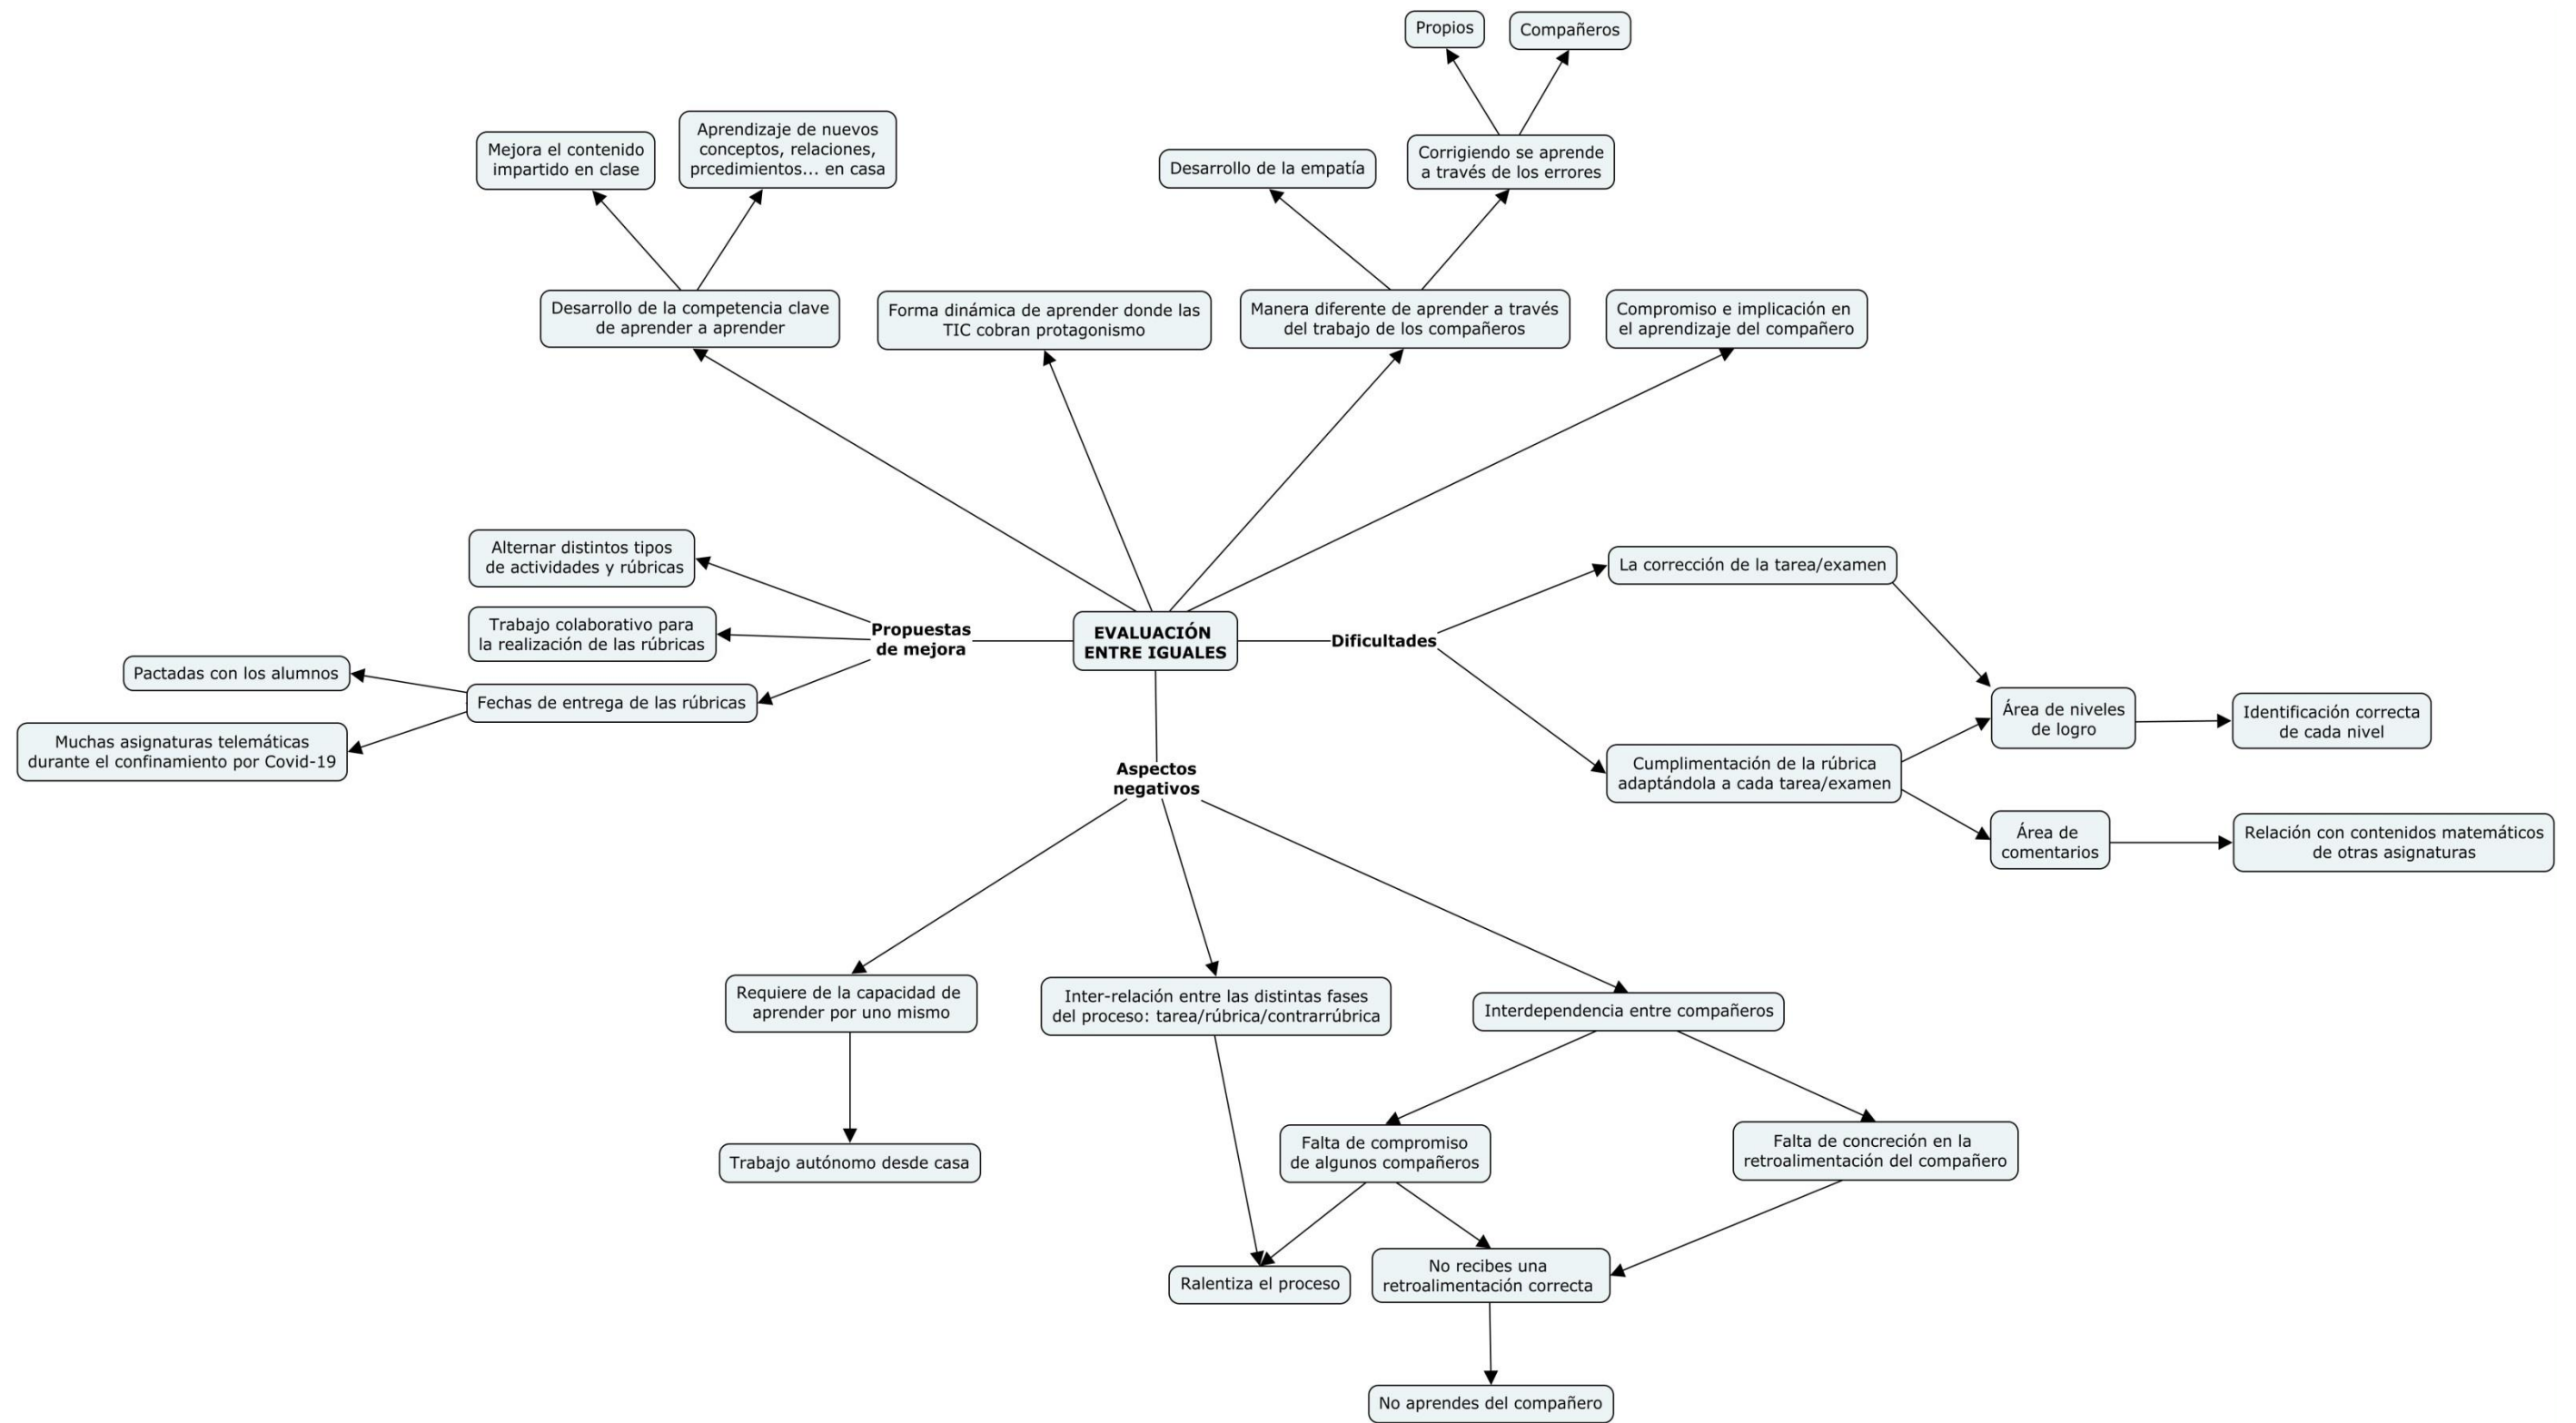 Propios
Compañeros
Mejora el contenido
impartido en clase
Aprendizaje de nuevos
conceptos, relaciones,
prcedimientos... en casa
Desarrollo de la empatía
Corrigiendo se aprende
a través de los errores
Desarrollo de la competencia clave
de aprender a aprender
Forma dinámica de aprender donde las
TIC cobran protagonismo
Manera diferente de aprender a través
del trabajo de los compañeros
Compromiso e implicación en
el aprendizaje del compañero
Alternar distintos tipos
de actividades y rúbricas
Trabajo colaborativo para
la realización de las rúbricas
Fechas de entrega de las rúbricas
Pactadas con los alumnos
Muchas asignaturas telemáticas
durante el confinamiento por Covid-19
Propuestas
de mejora
EVALUACIÓN
ENTRE IGUALES
Dificultades
La corrección de la tarea/examen
Cumplimentación de la rúbrica
adaptándola a cada tarea/examen
Área de niveles
de logro
Identificación correcta
de cada nivel
Área de
comentarios
Relación con contenidos matemáticos
de otras asignaturas
Aspectos
negativos
Requiere de la capacidad de
aprender por uno mismo
Inter-relación entre las distintas fases
del proceso: tarea/rúbrica/contrarrúbrica
Interdependencia entre compañeros
Trabajo autónomo desde casa
Falta de compromiso
de algunos compañeros
Falta de concreción en la
retroalimentación del compañero
Ralentiza el proceso
No recibes una
retroalimentación correcta
No aprendes del compañero